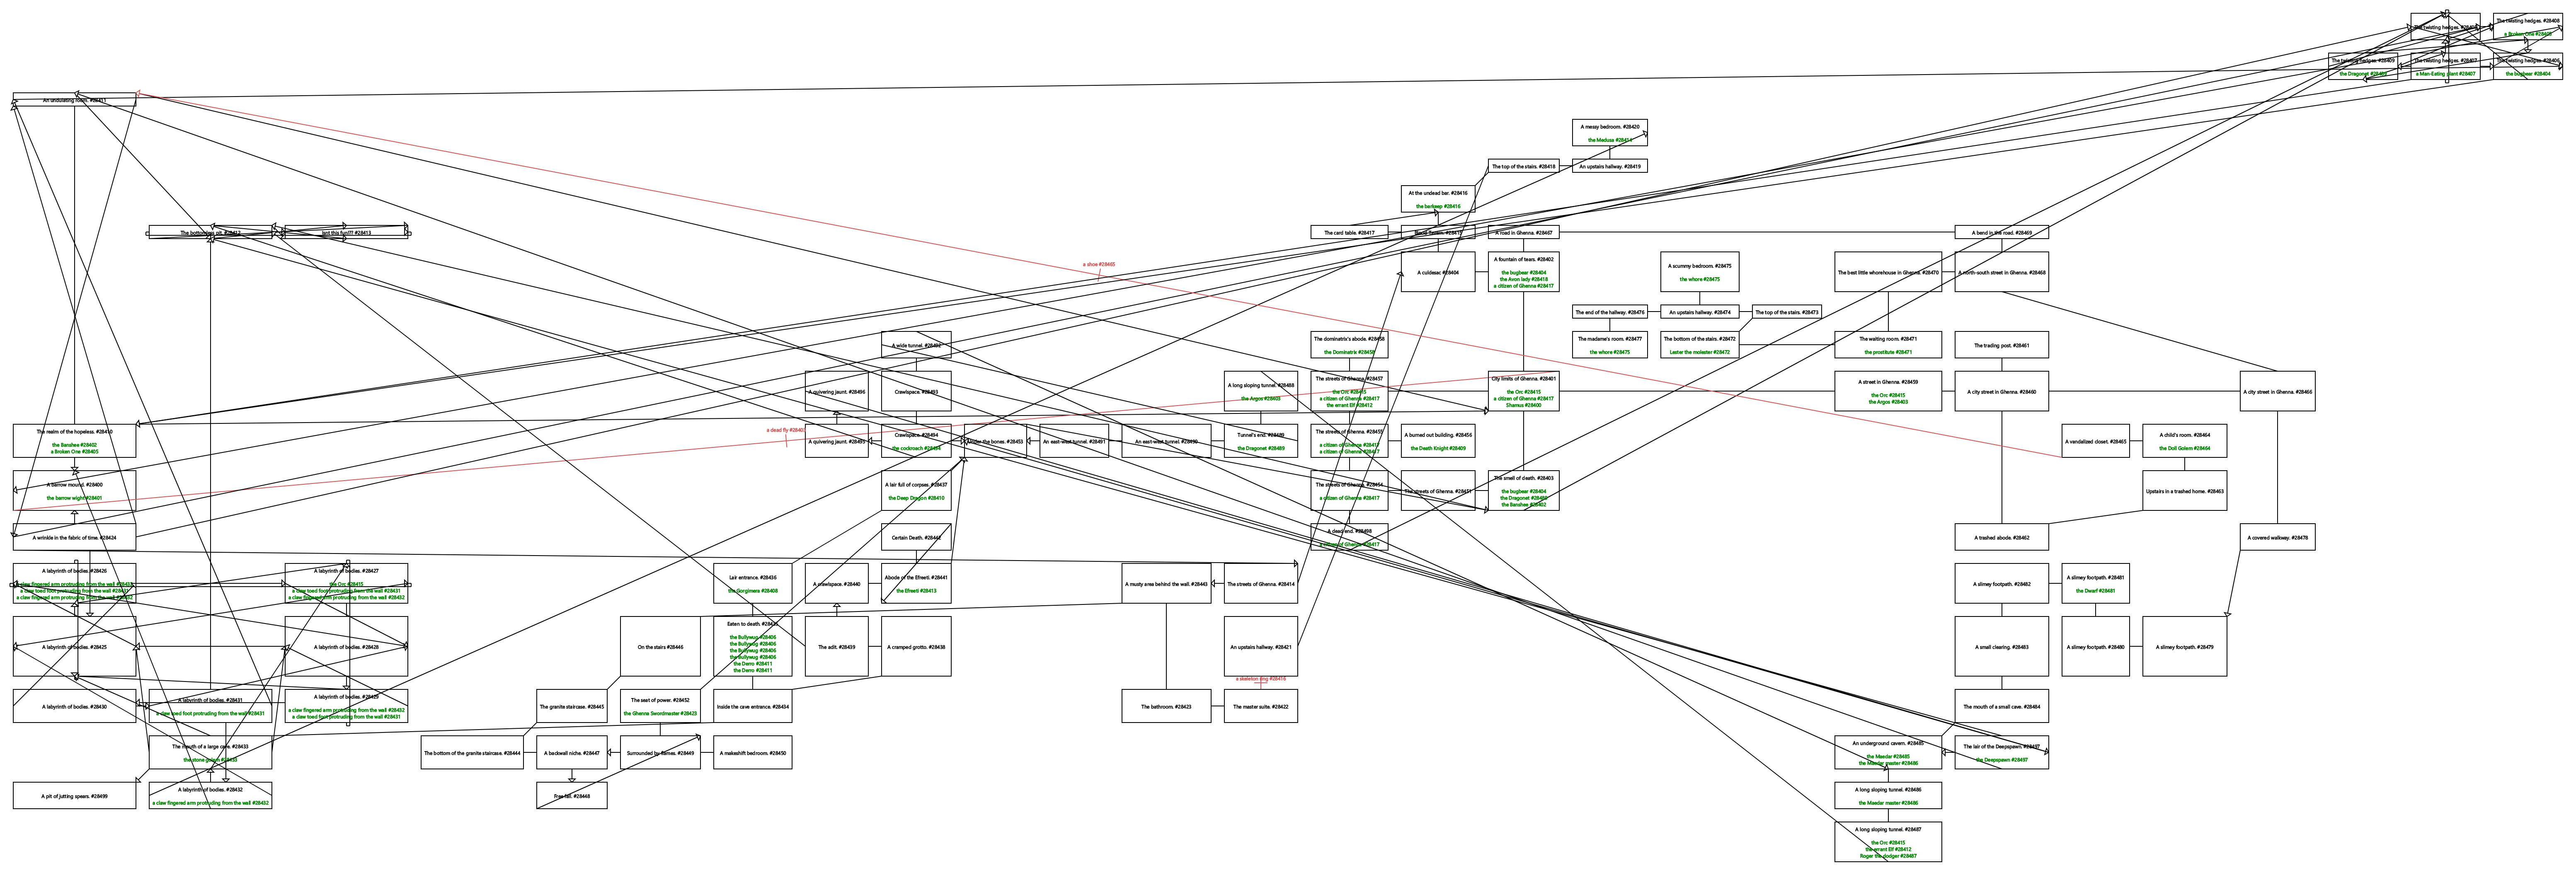 The twisting hedges.
The twisting hedges. #28408
a Broken One #28405
The twisting hedges. #28409
the Dragonet
The twisting hedges. #28407
a Man-Eating plant #28407
The twisting hedges. #28406
the bugbear #28404
An undulating #28411
A messy bedroom. #28420
the Medusa
The top of the stairs. #28418
An upstairs hallway. #28419
At the undead bar. #28416
the barkeep #28416
The bottomless pit. #28412
isnt this fun!?! #28413
The card table. #28417
A road in Ghenna. #28467
A bend in the road. #28469
a shoe #28465
A culdesac #28404
A fountain of tears. #28402
the bugbear #28404
the Avon lady #28418
a citizen of Ghenna #28417
A scummy bedroom. #28475
the whore #28475
The best little whorehouse in Ghenna. #28470
A north-south street in Ghenna. #28468
The end of the hallway. #28476
An upstairs hallway. #28474
The top of the stairs. #28473
A wide tunnel. #28492
The dominatrix's abode. #28458
the Dominatrix #28458
The madame's room. #28477
the whore #28475
The bottom of the stairs. #28472
Lester the molester #28472
The waiting room. #28471
the prostitute #28471
The trading post. #28461
A quivering jaunt. #28496
Crawlspace. #28493
A long sloping tunnel. #28488
the Argos #28403
The streets of Ghenna. #28457
the Orc #28415
a citizen of Ghenna #28417
the errant Elf #28412
City limits of Ghenna. #28401
the Orc #28415
a citizen of Ghenna #28417
Shamus #28400
A street in Ghenna. #28459
the Orc #28415
the Argos #28403
A city street in Ghenna. #28460
A city street in Ghenna. #28466
The realm of the hopeless. #28410
the Banshee #28402
a Broken One #28405
a dead fly
A quivering jaunt. #28495
Crawlspace. #28494
the cockroach #28494
Under the bones. #28453
An east-west tunnel. #28491
An east-west tunnel. #28490
Tunnel's end. #28489
the Dragonet #28489
The streets of Ghenna. #28455
a citizen of Ghenna #28417
a citizen of Ghenna #28417
A burned out building. #28456
the Death Knight #28409
A vandalized closet. #28465
A child's room. #28464
the Doll Golem #28464
A barrow mound. #28400
the barrow wight #28401
A lair full of corpses. #28437
the Deep Dragon #28410
The streets of Ghenna. #28454
a citizen of Ghenna #28417
The streets of Ghenna. #28451
The smell of death. #28403
the bugbear #28404
the Dragonet #28489
the Banshee #28402
Upstairs in a trashed home. #28463
A wrinkle in the fabric of time. #28424
Certain Death. #28442
A dead end. #28498
a citizen of Ghenna #28417
A trashed abode. #28462
A covered walkway. #28478
A labyrinth of bodies. #28426
a claw fingered arm protruding from the wall #28432
a claw toed foot protruding from the wall #28431
a claw fingered arm protruding from the wall #28432
A labyrinth of bodies. #28427
the Orc #28415
a claw toed foot protruding from the wall #28431
a claw fingered arm protruding from the wall #28432
Lair entrance. #28436
the Gorgimera #28408
A crawlspace. #28440
Abode of the Efreeti. #28441
the Efreeti #28413
A musty area behind the wall. #28443
The streets of Ghenna. #28414
A slimey footpath. #28482
A slimey footpath. #28481
the Dwarf #28481
A labyrinth of bodies. #28425
A labyrinth of bodies. #28428
On the stairs #28446
Eaten to death. #28435
the Bullywug #28406
the Bullywug #28406
the Bullywug #28406
the Bullywug #28406
the Derro #28411
the Derro #28411
The adit. #28439
A cramped grotto. #28438
An upstairs hallway. #28421
A small clearing. #28483
A slimey footpath. #28480
A slimey footpath. #28479
a skeleton ring #28416
A labyrinth of bodies. #28430
A labyrinth of bodies. #28431
a claw toed foot protruding from the wall #28431
A labyrinth of bodies. #28429
a claw fingered arm protruding from the wall #28432
a claw toed foot protruding from the wall #28431
The granite staircase. #28445
The seat of power. #28452
the Ghenna Swordmaster #28423
Inside the cave entrance. #28434
The bathroom. #28423
The master suite. #28422
The mouth of a small cave. #28484
The mouth of a large cave. #28433
the stone golem #28433
The bottom of the granite staircase. #28444
A backwall niche. #28447
Surrounded by flames. #28449
A makeshift bedroom. #28450
An underground cavern. #28485
the Maedar #28485
the Maedar master #28486
The lair of the Deepspawn. #28497
the Deepspawn #28497
A pit of jutting spears. #28499
A labyrinth of bodies. #28432
a claw fingered arm protruding from the wall #28432
Free fall. #28448
A long sloping tunnel. #28486
the Maedar master #28486
A long sloping tunnel. #28487
the Orc #28415
the errant Elf #28412
Roger the dodger #28487